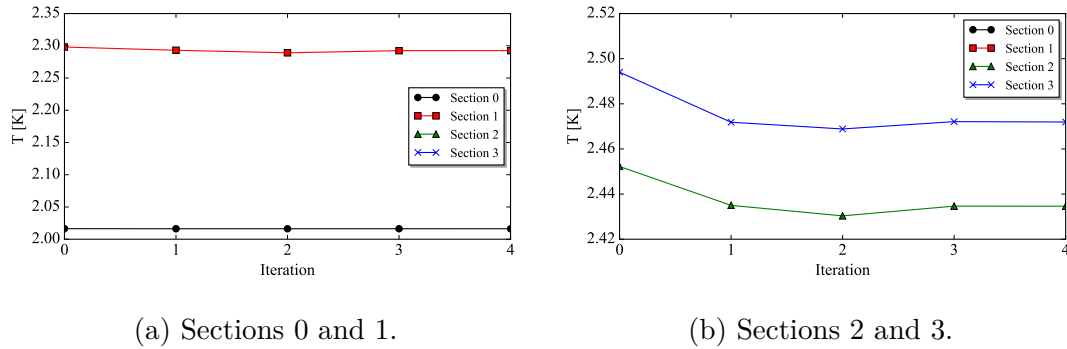 2.35
2.30
2.25
2.20
2.15
2.10
2.05
2.00
T [K]
0 1 2 3 4
Iteration
Section 0
Section 1
Section 2
Section 3
(a) Sections 0 and 1.
2.52
2.50
2.48
2.46
2.44
2.42
T [K]
0 1 2 3 4
Iteration
Section 0
Section 1
Section 2
Section 3
(b) Sections 2 and 3.